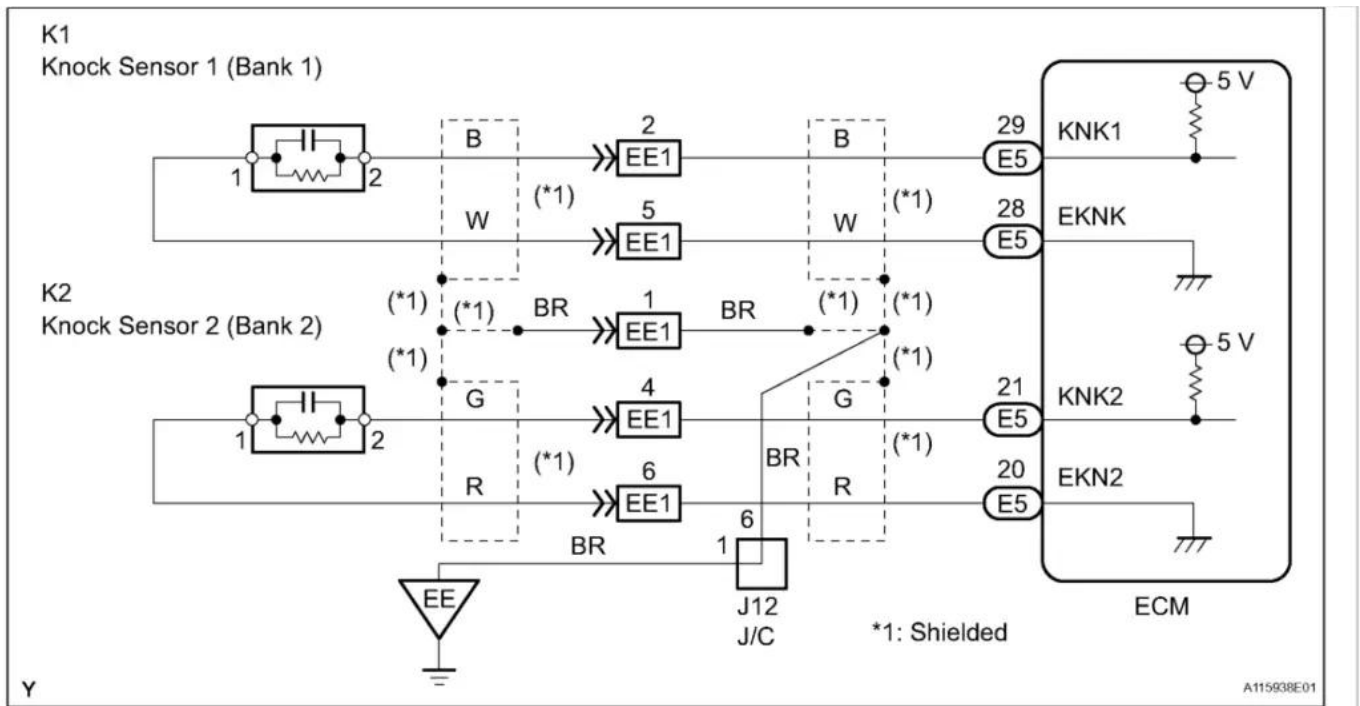 K1
Knock Sensor 1 (Bank 1)
5 V
B
2
B
29
KNK1
1
2
EE1
E5
(*1)
(*1)
W
5
W
28
EKNK
EE1
E5
K2
Knock Sensor 2 (Bank 2)
(*1)
(*1)
BR
1
BR
(*1)
(*1)
EE1
5 V
(*1)
(*1)
G
4
G
21
KNK2
1
2
EE1
E5
(*1)
BR
(*1)
R
6
R
20
EKN2
EE1
E5
6
BR
1
EE
J12
J/C
*1: Shielded
ECM
Y
A115938E01